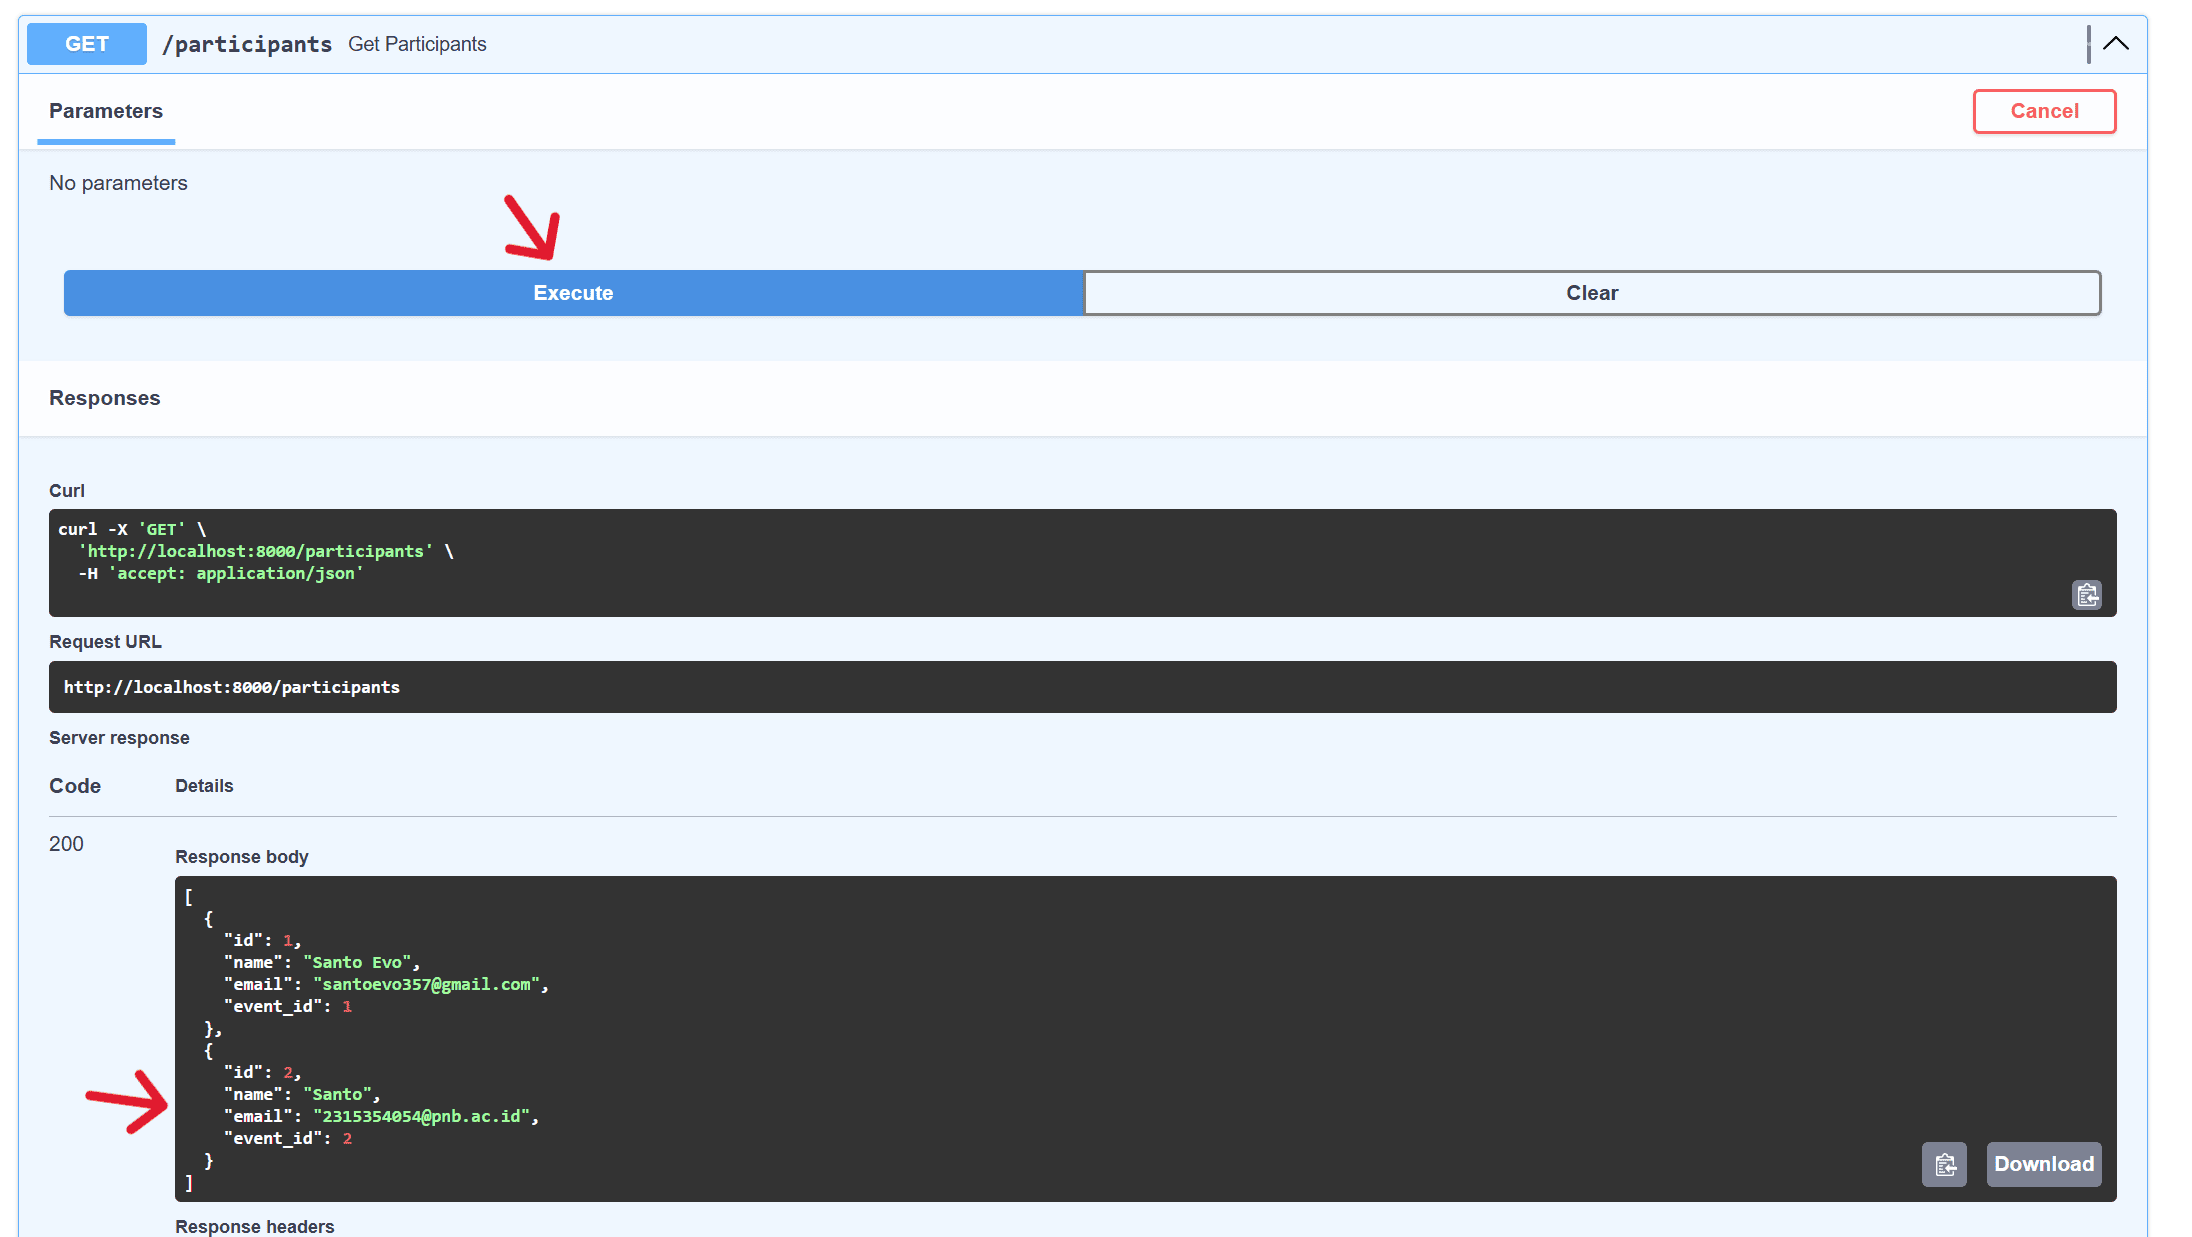 GET /participants Get Participants
Parameters
Cancel
No parameters
Execute
Clear
Responses
Curl
curl -X 'GET' \
  'http://localhost:8000/participants' \
  -H 'accept: application/json'
Request URL
http://localhost:8000/participants
Server response
Code Details
200
Response body
[
  {
    "id": 1,
    "name": "Santo Evo",
    "email": "santoevo357@gmail.com",
    "event_id": 1
  },
  {
    "id": 2,
    "name": "Santo",
    "email": "2315354054@pnb.ac.id",
    "event_id": 2
  }
]
Download
Response headers